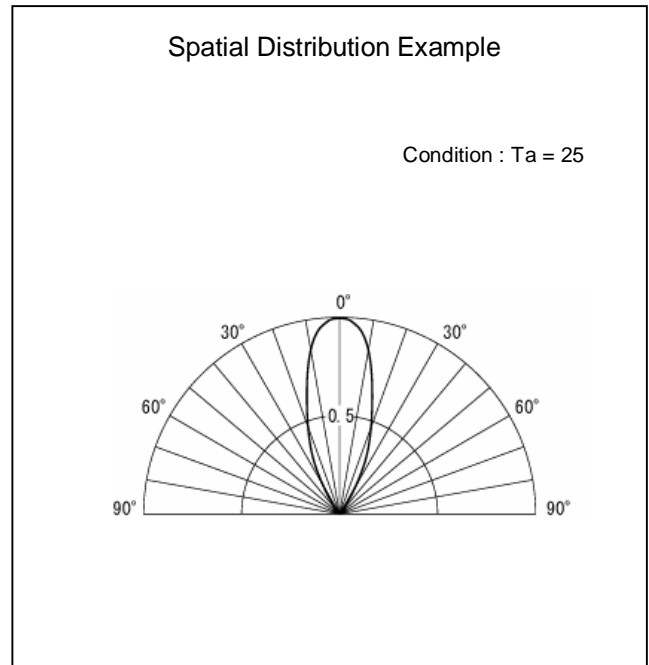 Spatial Distribution Example
Condition : Ta = 25
0°
30° 30°
60° 60°
0.5
90° 90°